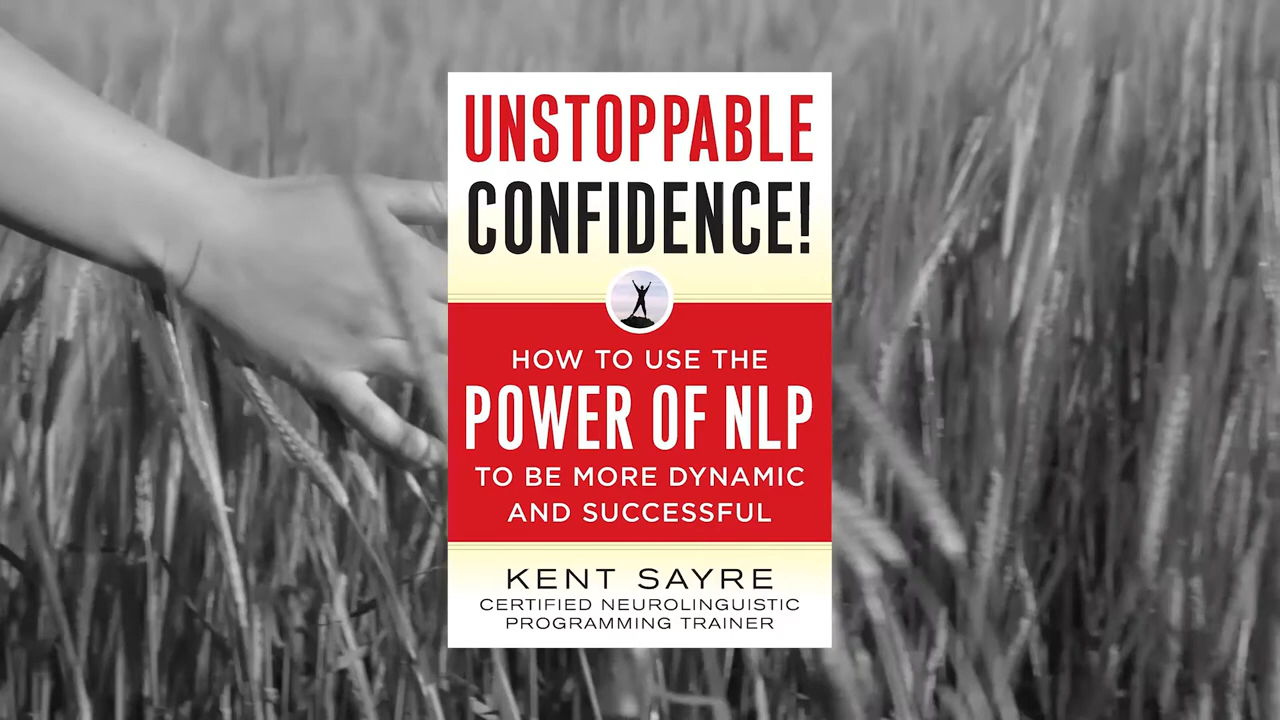 UNSTOPPABLE
CONFIDENCE!
HOW TO USE THE
POWER OF NLP
TO BE MORE DYNAMIC
AND SUCCESSFUL
KENT SAYRE
CERTIFIED NEUROLINGUISTIC
PROGRAMMING TRAINER